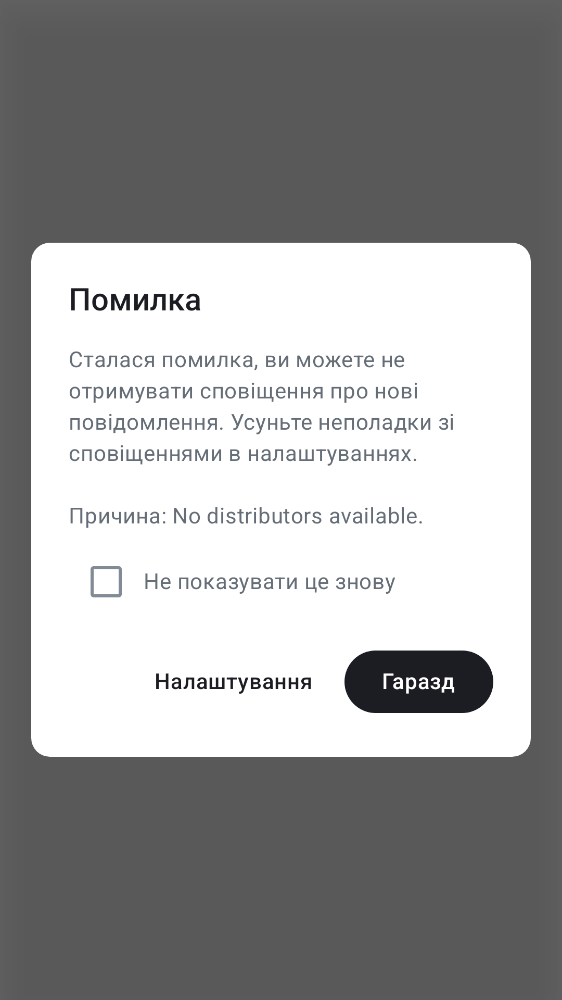 Помилка
Сталася помилка, ви можете не
отримувати сповіщення про нові
повідомлення. Усуньте неполадки зі
сповіщеннями в налаштуваннях.
Причина: No distributors available.
Не показувати це знову
Налаштування
Гаразд